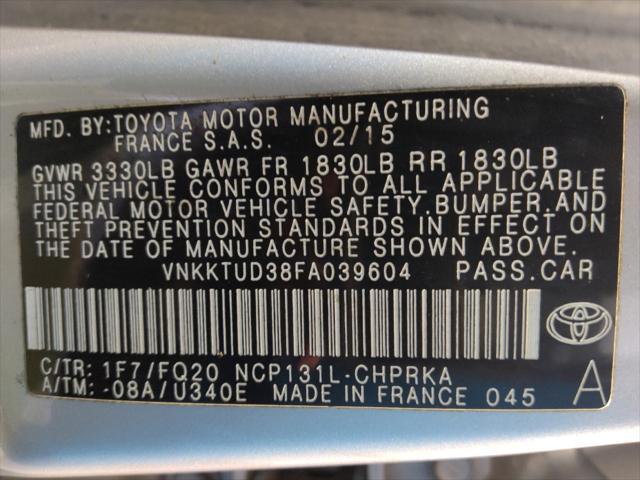 MFD. BY:TOYOTA MOTOR MANUFACTURING
FRANCE S.A.S. 02/15
GVWR 3330LB GAWR FR 1830LB RR 1830LB
THIS VEHICLE CONFORMS TO ALL APPLICABLE
FEDERAL MOTOR VEHICLE SAFETY,BUMPER,AND
THEFT PREVENTION STANDARDS IN EFFECT ON
THE DATE OF MANUFACTURE SHOWN ABOVE.
VNKKTUD38FA039604 PASS.CAR
C/TR: 1F7/FQ20 NCP131L-CHPRKA
A/TM: -08A/U340E MADE IN FRANCE 045 A